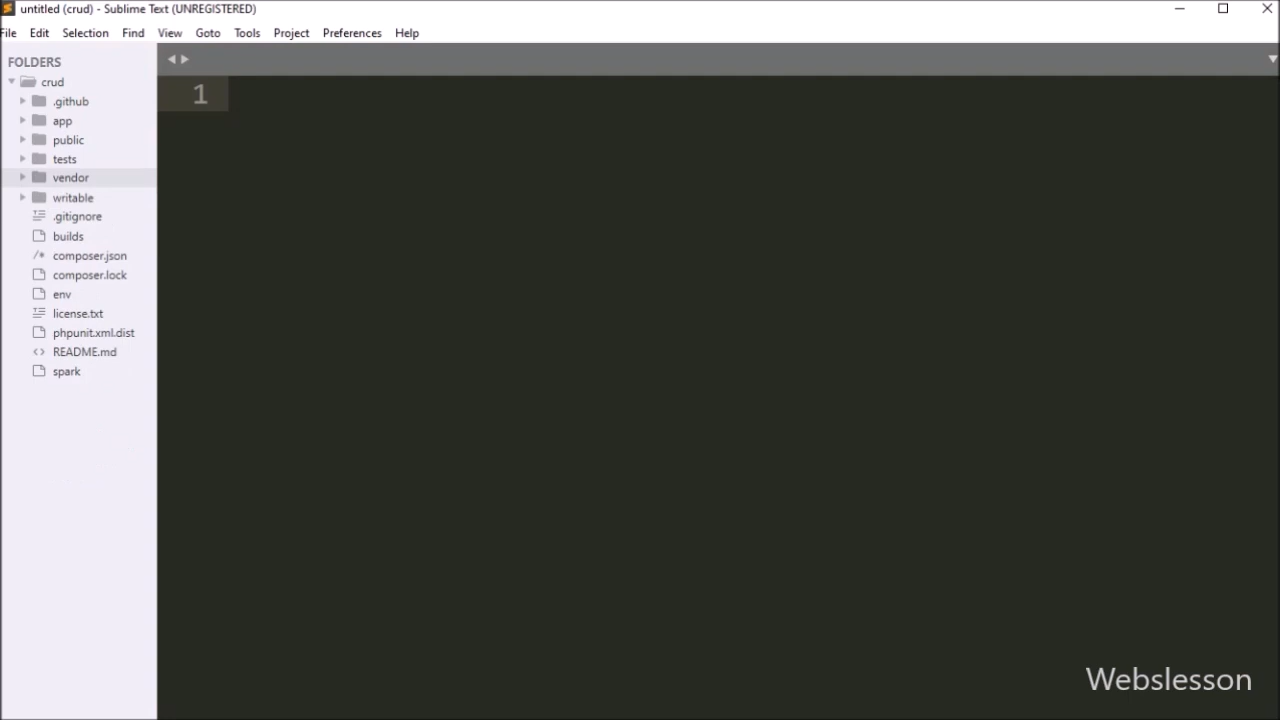 untitled (crud) - Sublime Text (UNREGISTERED)
File Edit Selection Find View Goto Tools Project Preferences Help
FOLDERS
crud
.github
app
public
tests
vendor
writable
.gitignore
builds
/* composer.json
composer.lock
env
license.txt
phpunit.xml.dist
<> README.md
spark
1
Webslesson